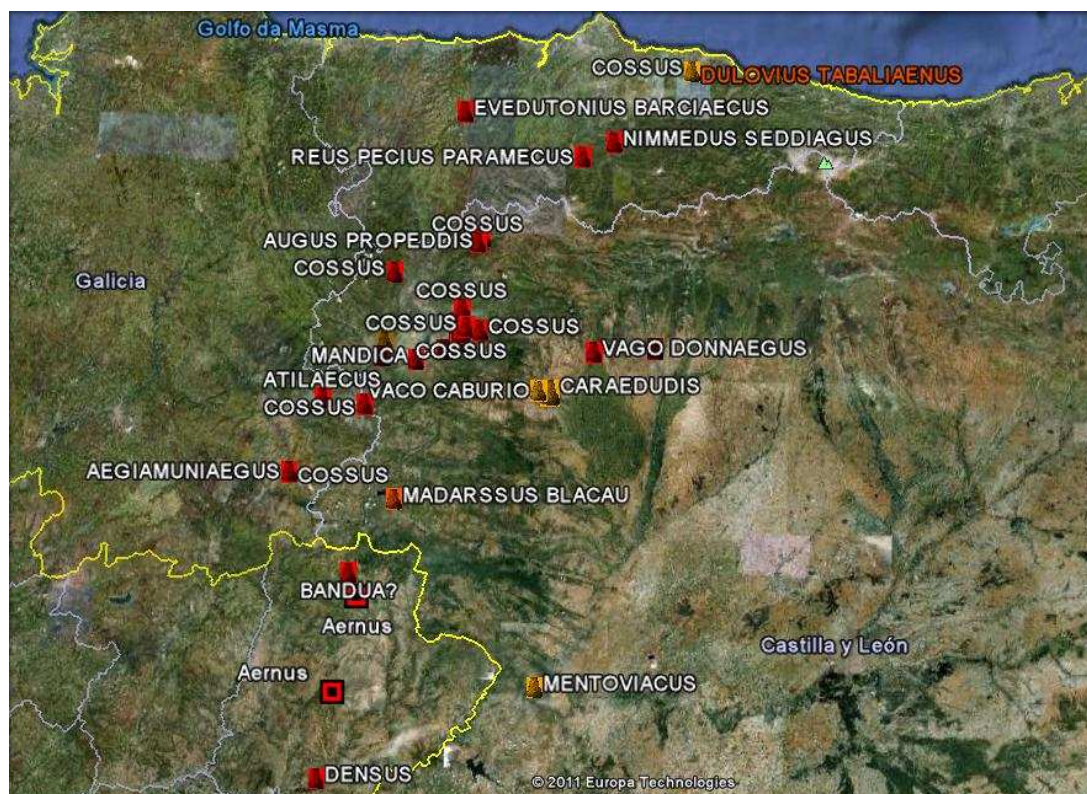 Golfo da Masma
COSSUS
DULOVIUS TABALIAENUS
EVEDUTONIUS BARCIAECUS
NIMMEDUS SEDDIAGUS
REUS PECIUS PARAMECUS
COSSUS
AUGUS PROPEDDIS
COSSUS
Galicia
COSSUS
COSSUS
COSSUS
VAGO DONNAEGUS
MANDICA
COSSUS
ATILAECUS
VACO CABURIO
CARAEDUDIS
COSSUS
AEGIAMUNIAEGUS
COSSUS
MADARSSUS BLACAU
BANDUA?
Aernus
Castilla y León
Aernus
MENTOVIACUS
DENSUS
© 2011 Europa Technologies